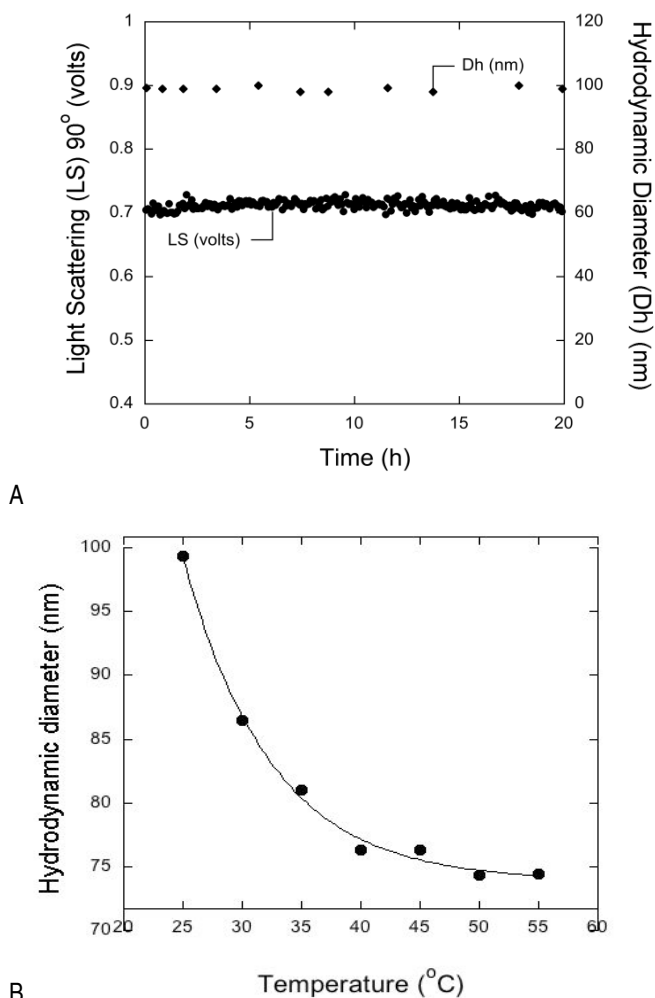 Light Scattering (LS) 90° (volts)
1
0.9
0.8
0.7
0.6
0.5
0.4
Dh (nm)
LS (volts)
120
100
80
60
40
20
0
Hydrodynamic Diameter (Dh) (nm)
0 5 10 15 20
Time (h)
A
Hydrodynamic diameter (nm)
100
95
90
85
80
75
70
20 25 30 35 40 45 50 55 60
Temperature (°C)
B